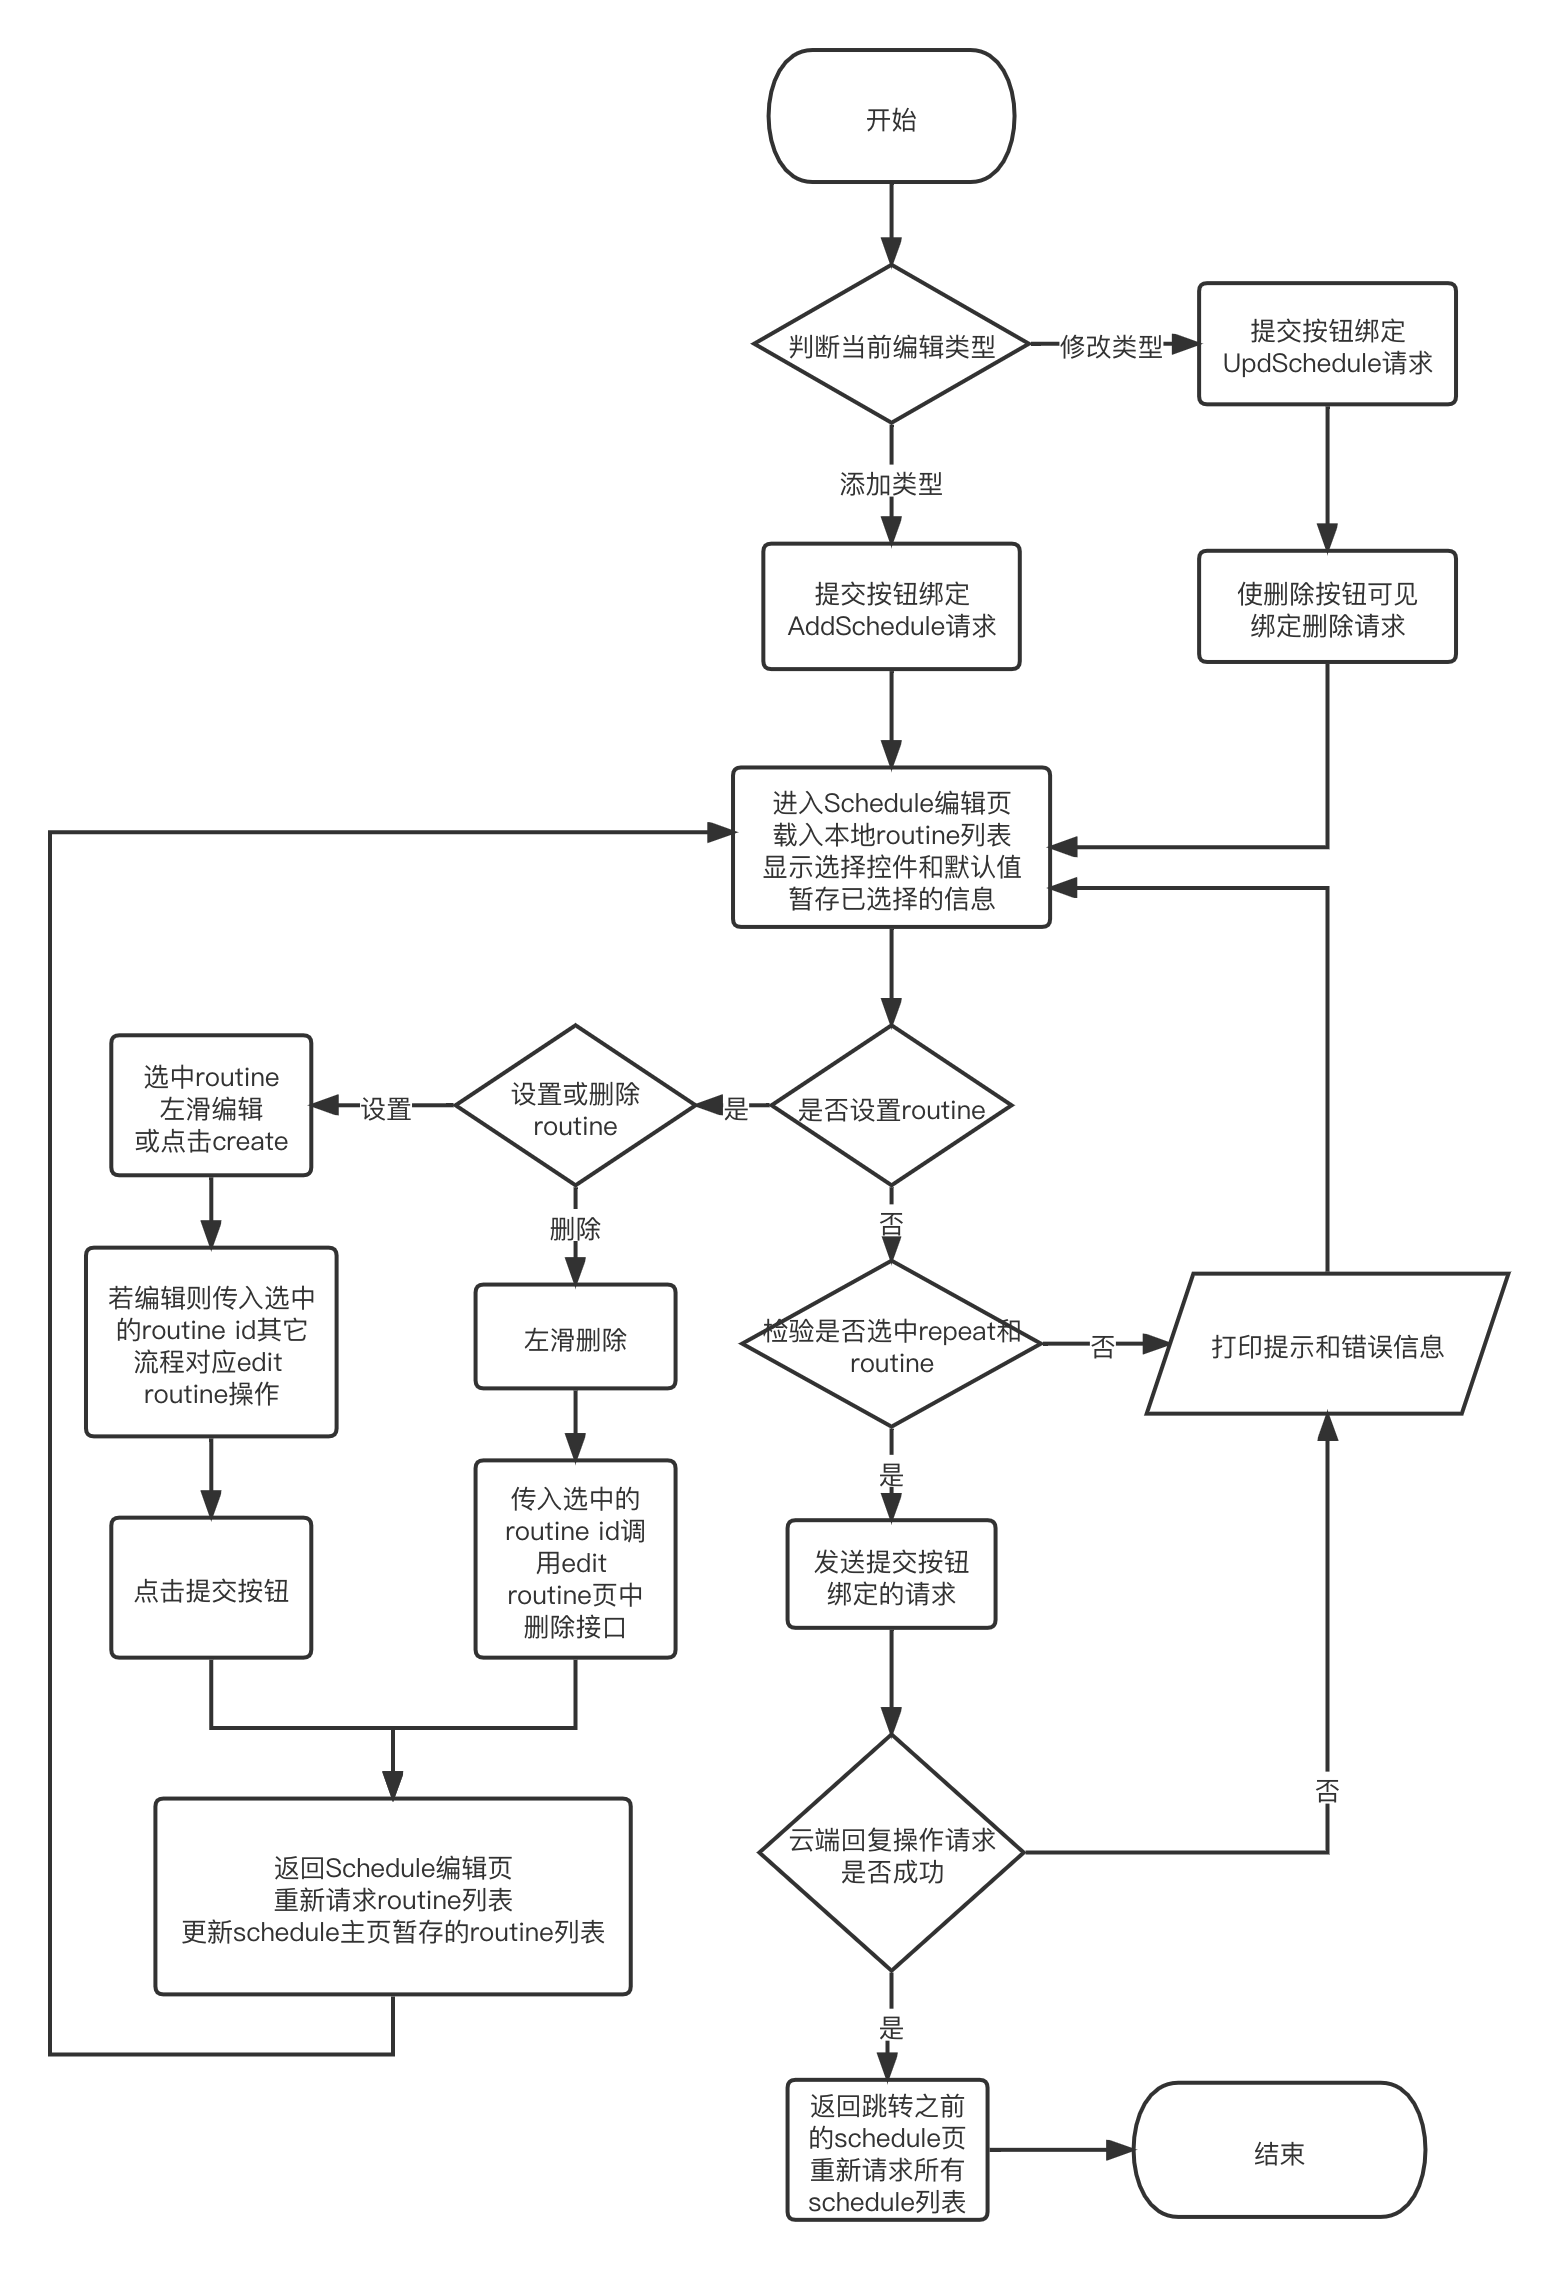 开始
判断当前编辑类型
修改类型
提交按钮绑定
UpdSchedule请求
添加类型
提交按钮绑定
AddSchedule请求
使删除按钮可见
绑定删除请求
进入Schedule编辑页
载入本地routine列表
显示选择控件和默认值
暂存已选择的信息
选中routine
左滑编辑
或点击create
设置
设置或删除
routine
是
是否设置routine
删除
否
若编辑则传入选中
的routine id其它
流程对应edit
routine操作
左滑删除
检验是否选中repeat和
routine
否
打印提示和错误信息
是
点击提交按钮
传入选中的
routine id调
用edit
routine页中
删除接口
发送提交按钮
绑定的请求
否
云端回复操作请求
是否成功
返回Schedule编辑页
重新请求routine列表
更新schedule主页暂存的routine列表
是
返回跳转之前
的schedule页
重新请求所有
schedule列表
结束